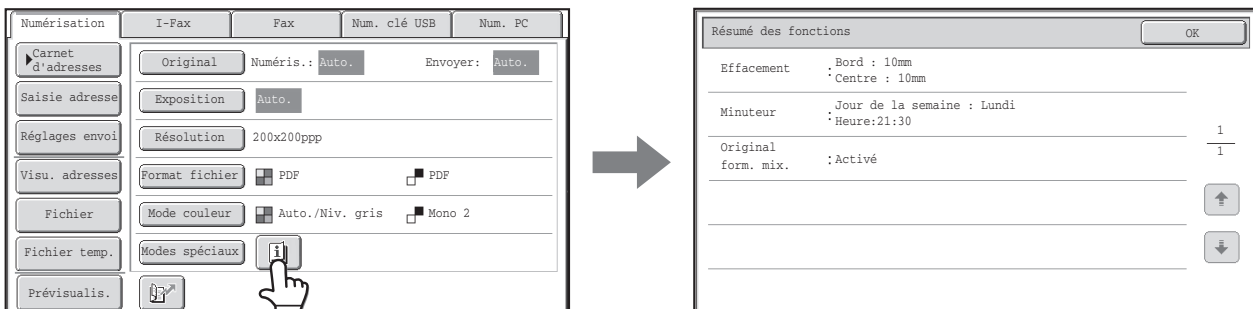 Numérisation I-Fax Fax Num. clé USB Num. PC
Carnet
d'adresses
Original Numéris.: Auto. Envoyer: Auto.
Saisie adresse
Exposition Auto.
Réglages envoi
Résolution 200x200ppp
Visu. adresses
Format fichier PDF PDF
Fichier
Mode couleur Auto./Niv. gris Mono 2
Fichier temp.
Modes spéciaux
Prévisualis.
Résumé des fonctions OK
Effacement : Bord : 10mm
Centre : 10mm
Minuteur : Jour de la semaine : Lundi
Heure:21:30
Original
form. mix. : Activé
1
1